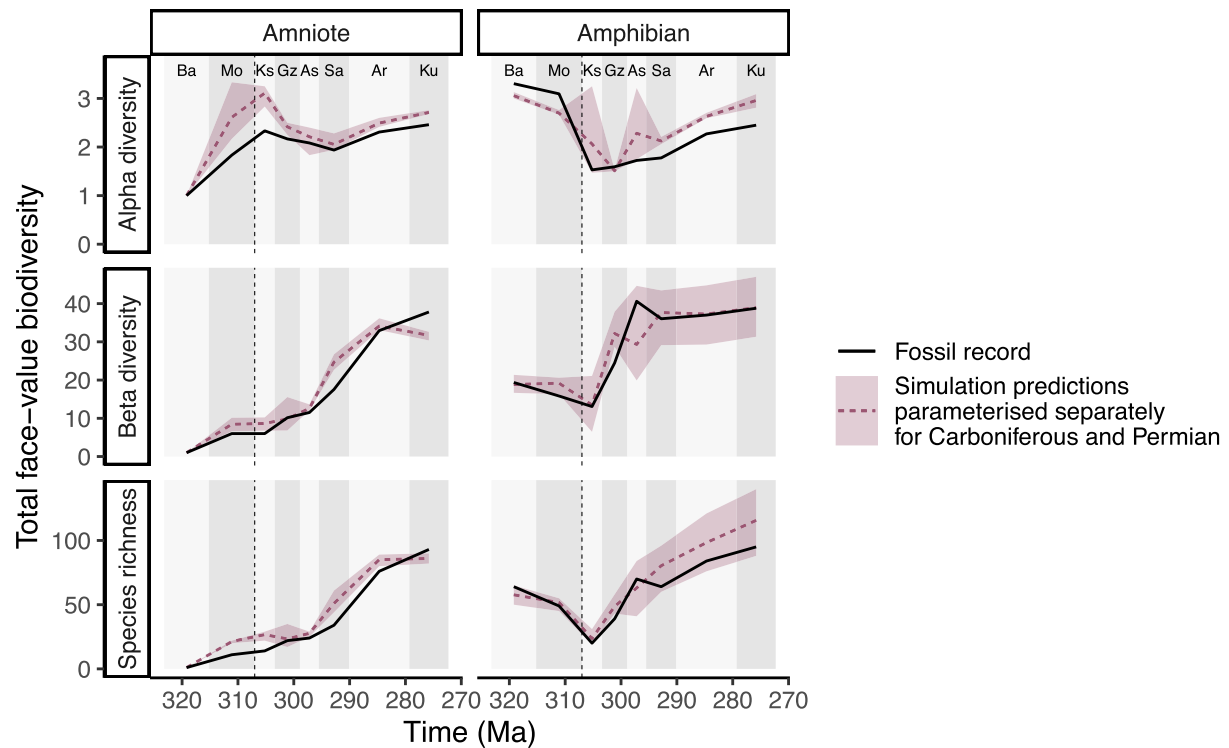 Amniote
Amphibian
Ba Mo Ks Gz As Sa Ar Ku
Ba Mo Ks Gz As Sa Ar Ku
Total face−value biodiversity
Alpha diversity
3
2
1
0
Beta diversity
40
30
20
10
0
Species richness
100
50
0
320 310 300 290 280 270
320 310 300 290 280 270
Time (Ma)
Fossil record
Simulation predictions
parameterised separately
for Carboniferous and Permian